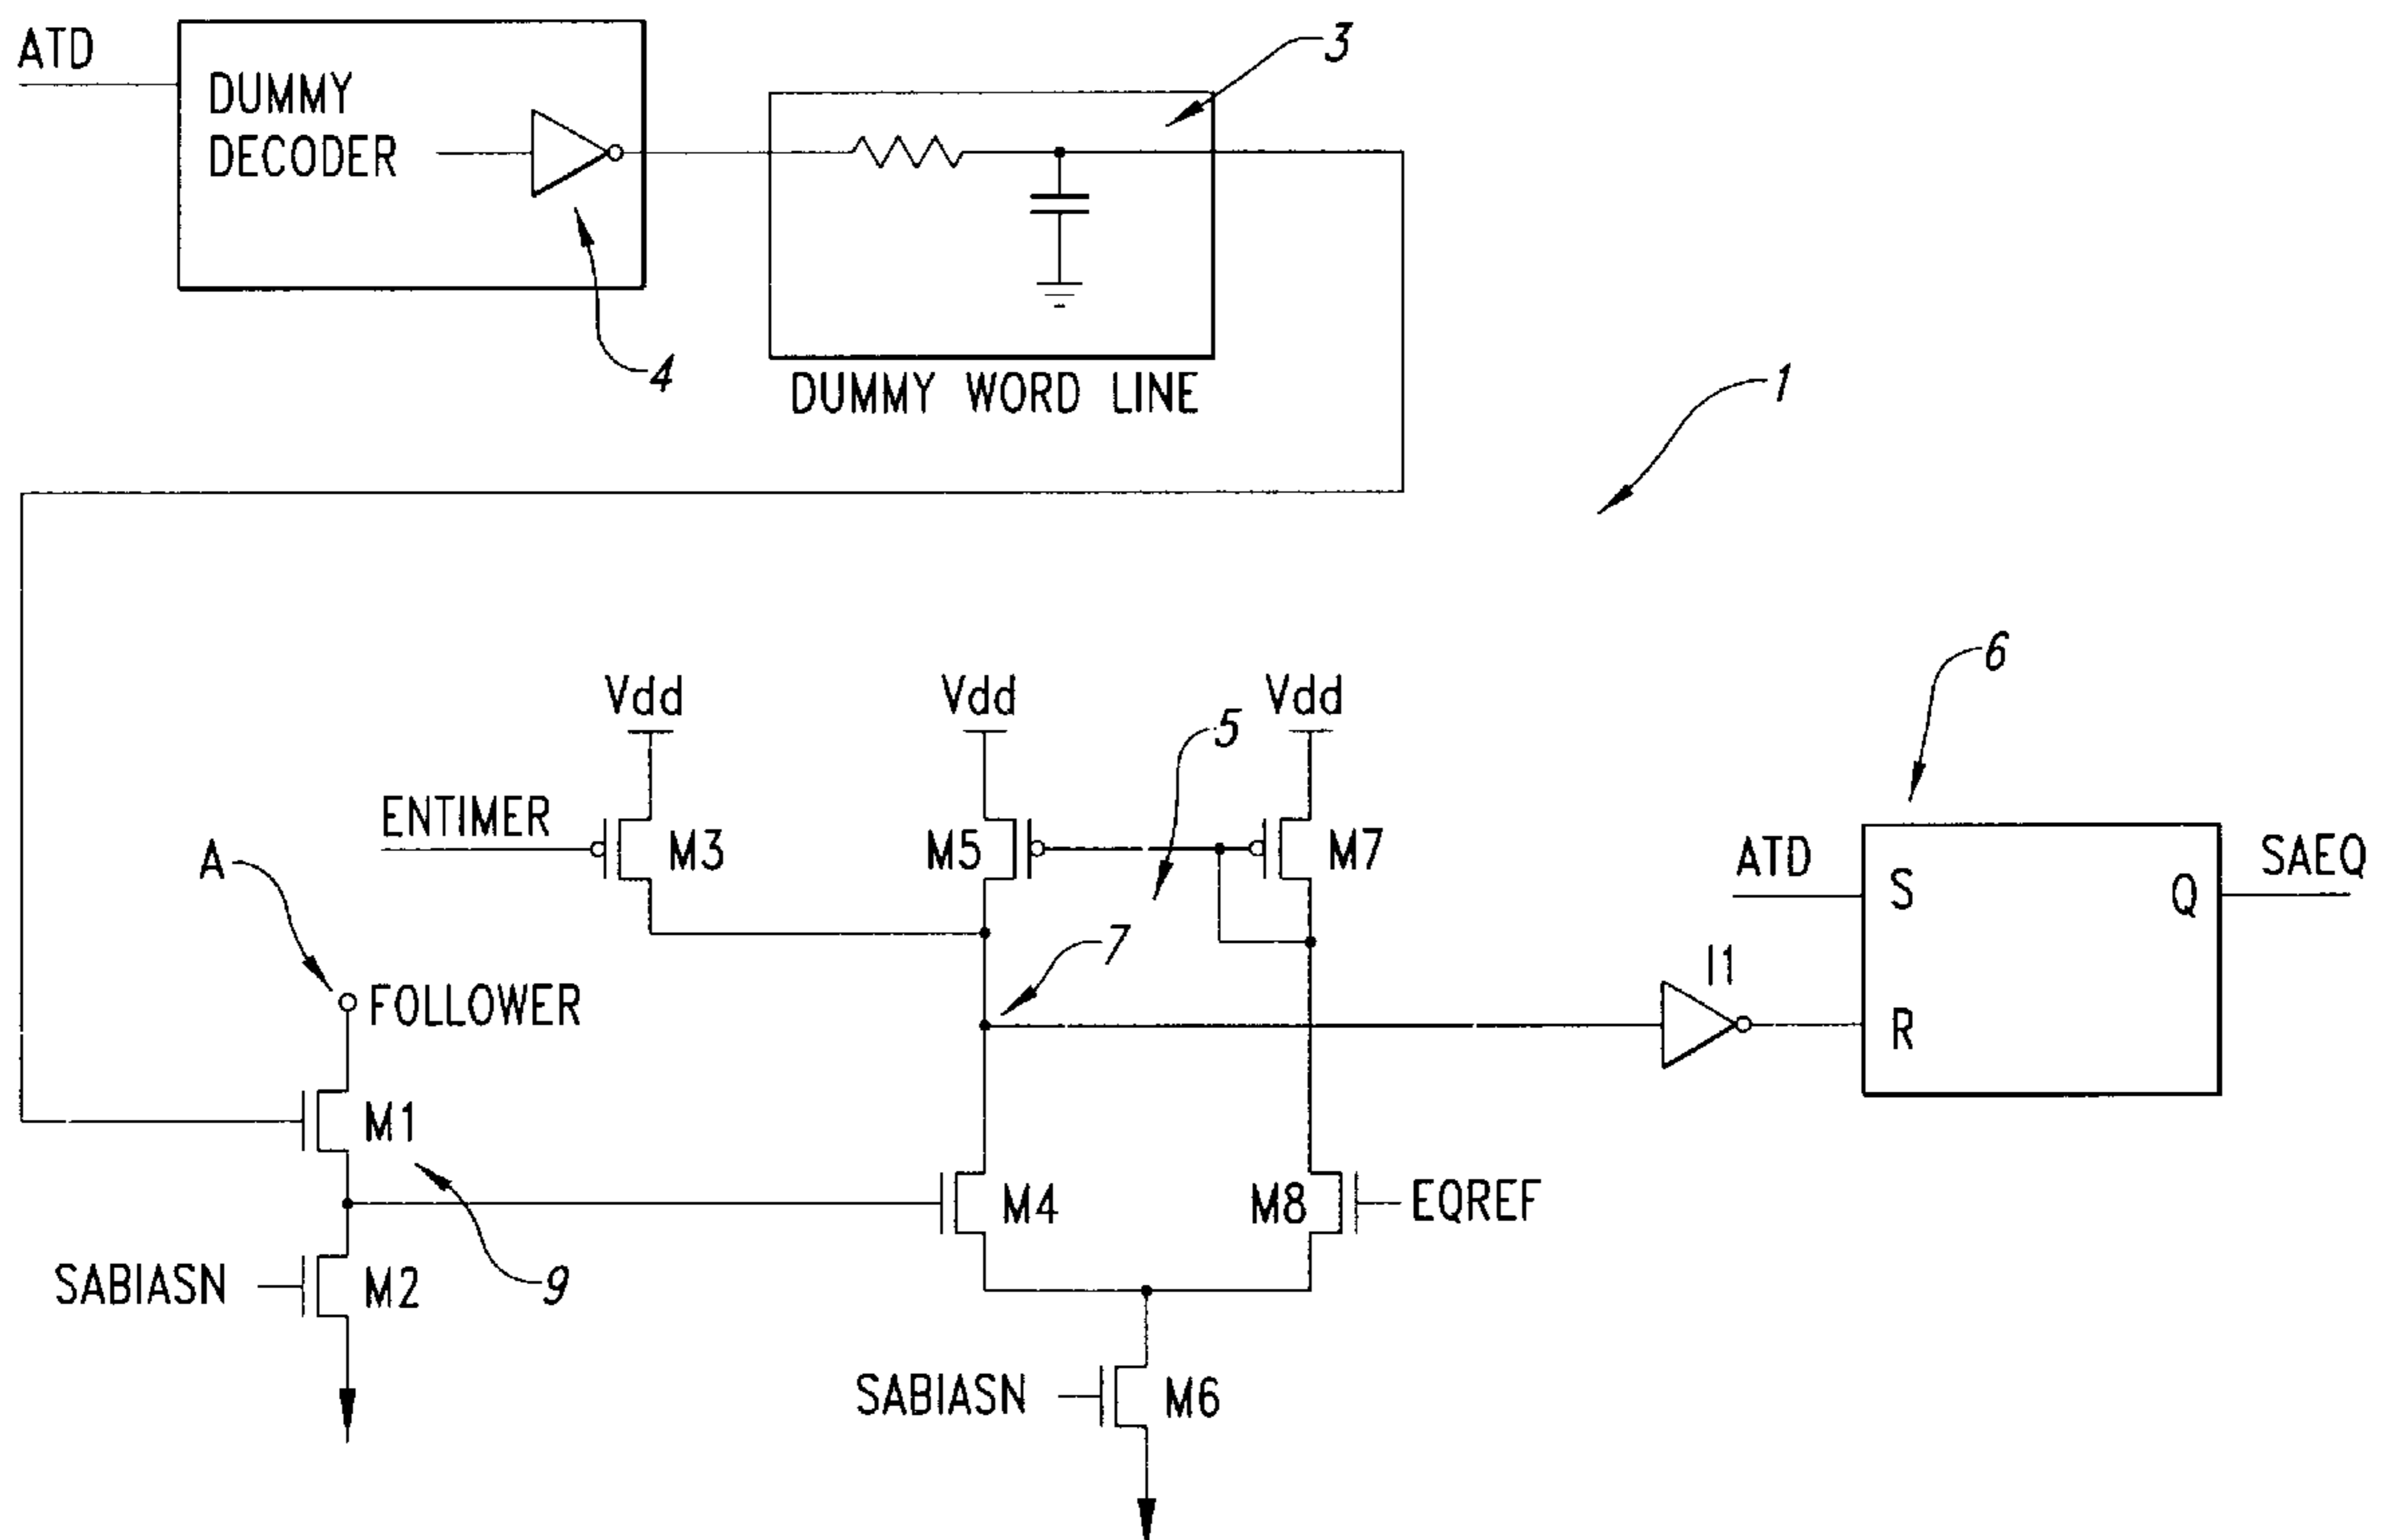 ATD
DUMMY
DECODER
3
4
DUMMY WORD LINE
1
6
Vdd
Vdd
Vdd
5
ENTIMER
M3
M5
M7
A
ATD
S
Q
SAEQ
7
I1
FOLLOWER
R
M1
M4
M8
EQREF
SABIASN
M2
9
SABIASN
M6